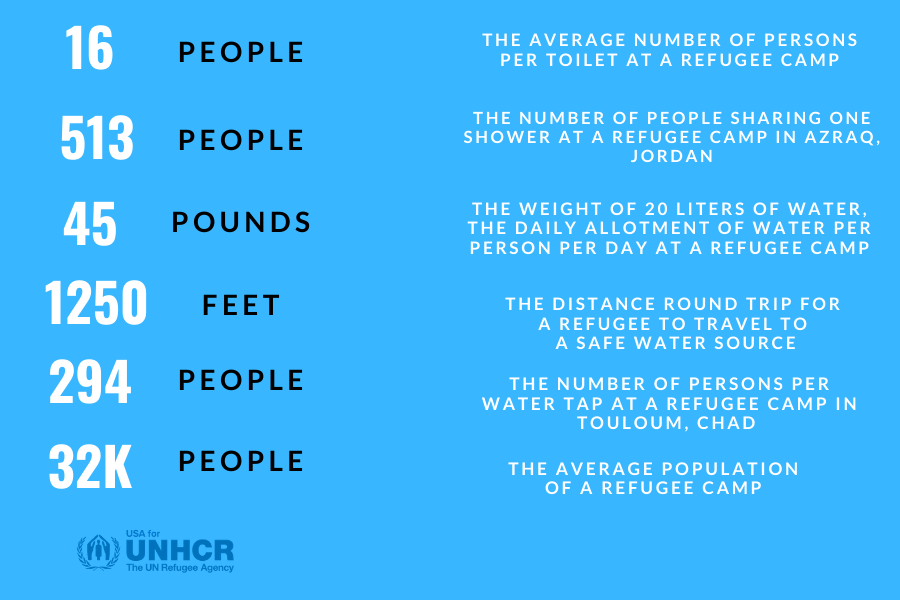 16 PEOPLE
THE AVERAGE NUMBER OF PERSONS
PER TOILET AT A REFUGEE CAMP
513 PEOPLE
THE NUMBER OF PEOPLE SHARING ONE
SHOWER AT A REFUGEE CAMP IN AZRAQ,
JORDAN
45 POUNDS
THE WEIGHT OF 20 LITERS OF WATER,
THE DAILY ALLOTMENT OF WATER PER
PERSON PER DAY AT A REFUGEE CAMP
1250 FEET
THE DISTANCE ROUND TRIP FOR
A REFUGEE TO TRAVEL TO
A SAFE WATER SOURCE
294 PEOPLE
THE NUMBER OF PERSONS PER
WATER TAP AT A REFUGEE CAMP IN
TOULOUM, CHAD
32K PEOPLE
THE AVERAGE POPULATION
OF A REFUGEE CAMP
USA for
UNHCR
The UN Refugee Agency